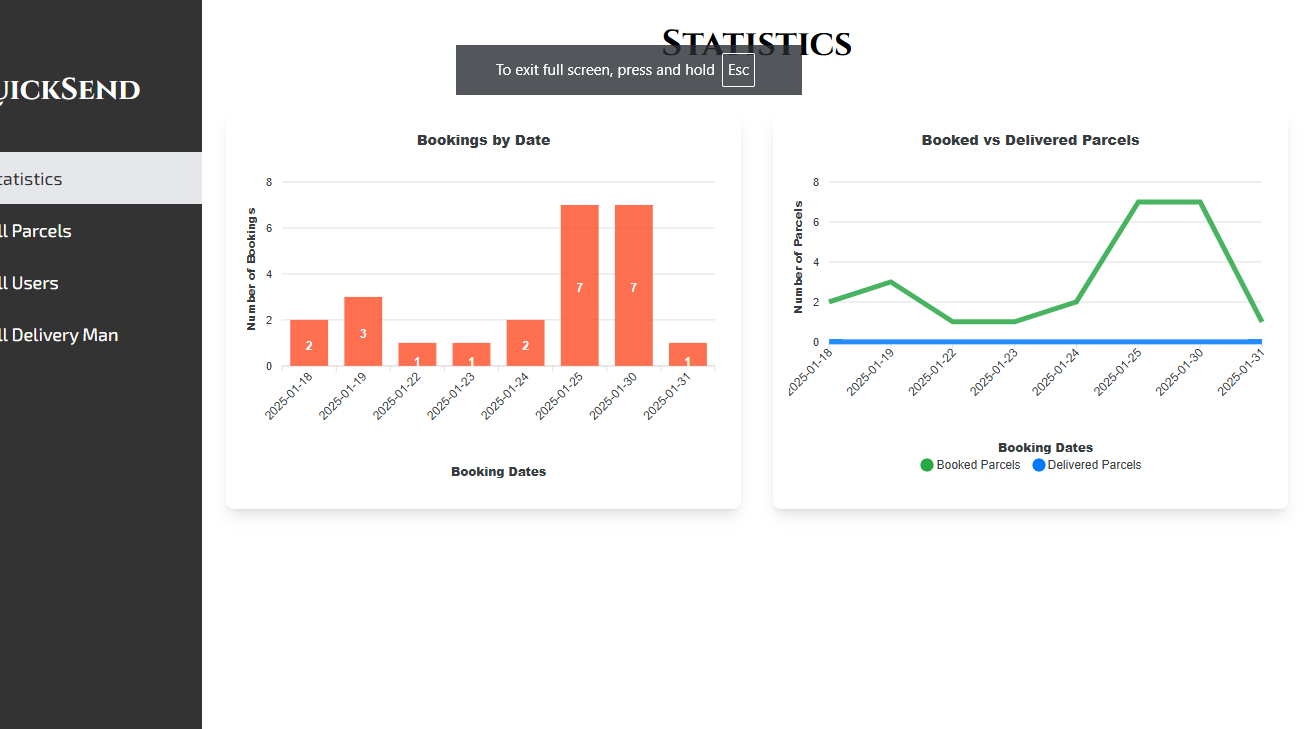 STATISTICS
To exit full screen, press and hold Esc
UICKSEND
tatistics
ll Parcels
ll Users
ll Delivery Man
Bookings by Date
Number of Bookings
8
6
4
2
0
2
3
1
1
2
7
7
1
2025-01-18
2025-01-19
2025-01-22
2025-01-23
2025-01-24
2025-01-25
2025-01-30
2025-01-31
Booking Dates
Booked vs Delivered Parcels
Number of Parcels
8
6
4
2
0
2025-01-18
2025-01-19
2025-01-22
2025-01-23
2025-01-24
2025-01-25
2025-01-30
2025-01-31
Booking Dates
Booked Parcels Delivered Parcels